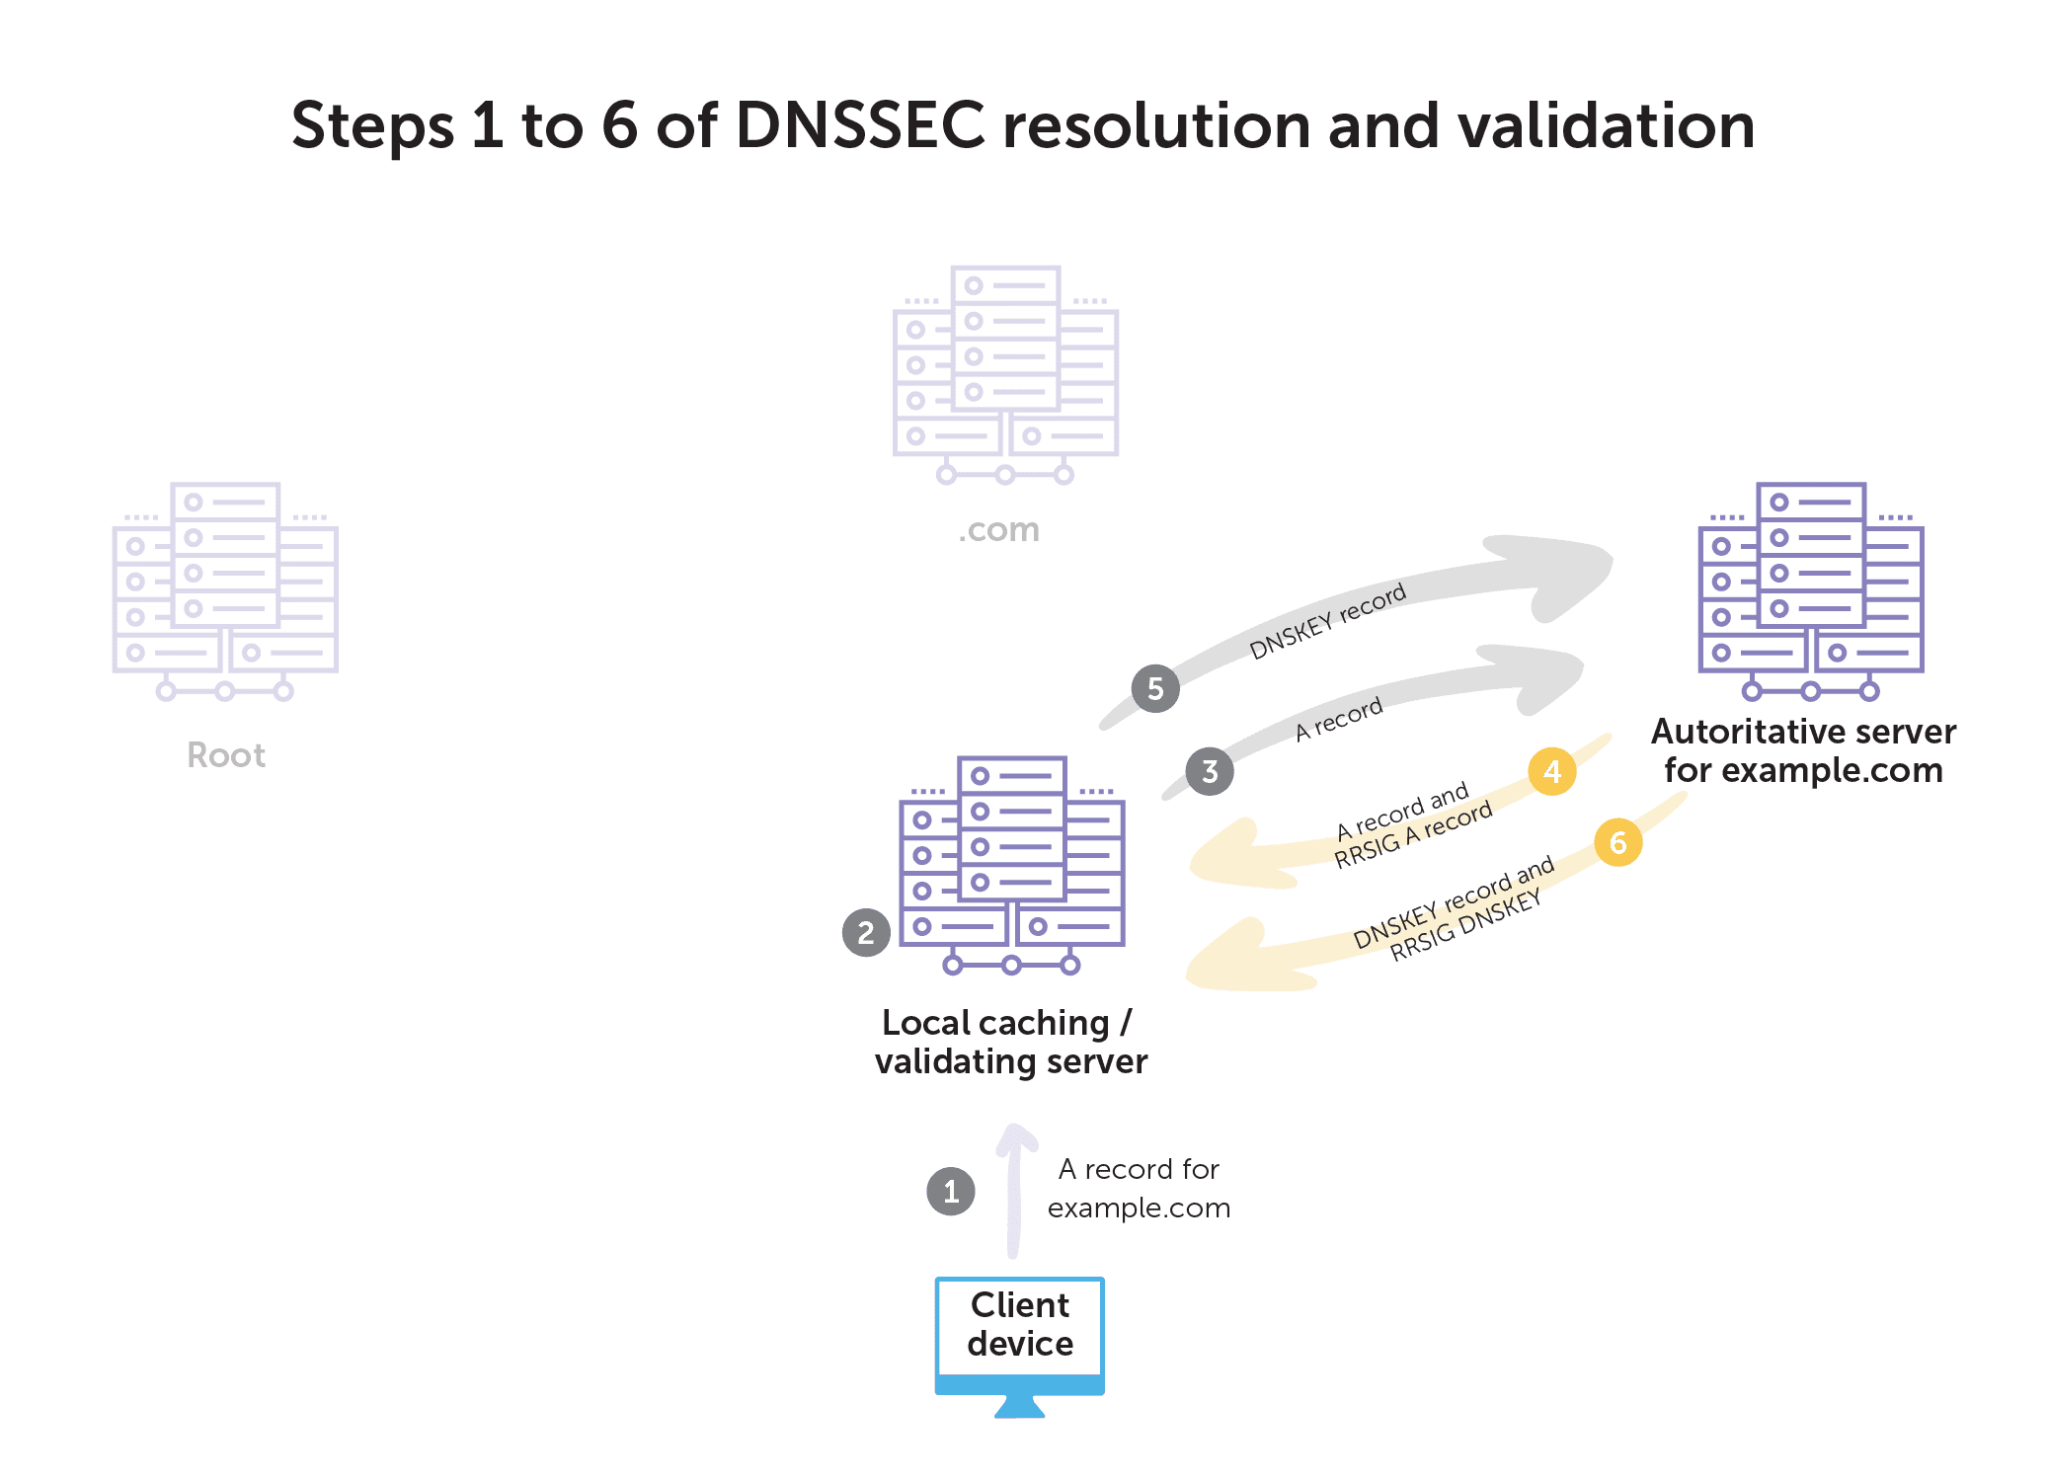 Steps 1 to 6 of DNSSEC resolution and validation
.com
Root
DNSKEY record
5
A record
3
Autoritative server
for example.com
4
A record and
RRSIG A record
6
DNSKEY record and
RRSIG DNSKEY
2
Local caching /
validating server
1
A record for
example.com
Client
device